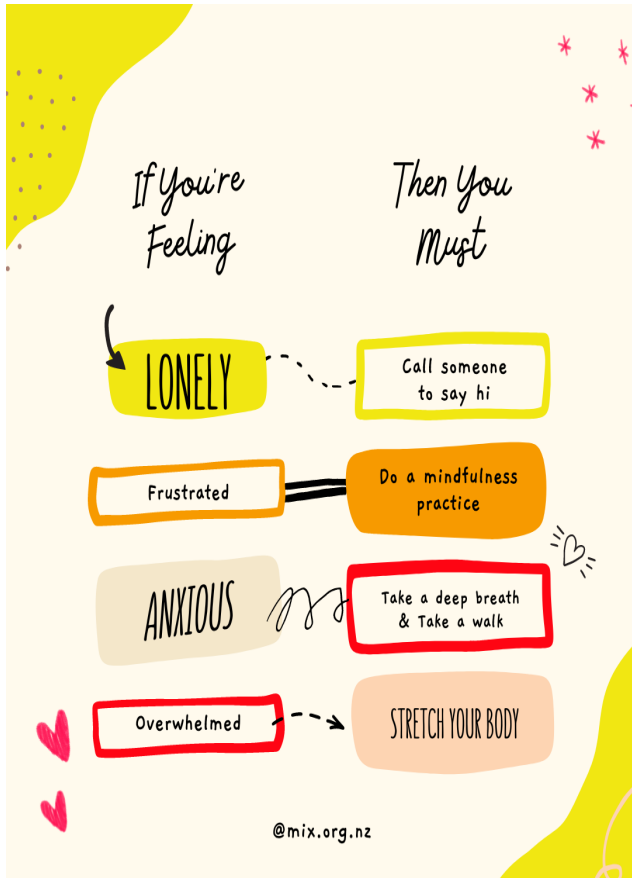 If You're
Feeling
Then You
Must
LONELY
Call someone
to say hi
Frustrated
Do a mindfulness
practice
ANXIOUS
Take a deep breath
& Take a walk
Overwhelmed
STRETCH YOUR BODY
@mix.org.nz